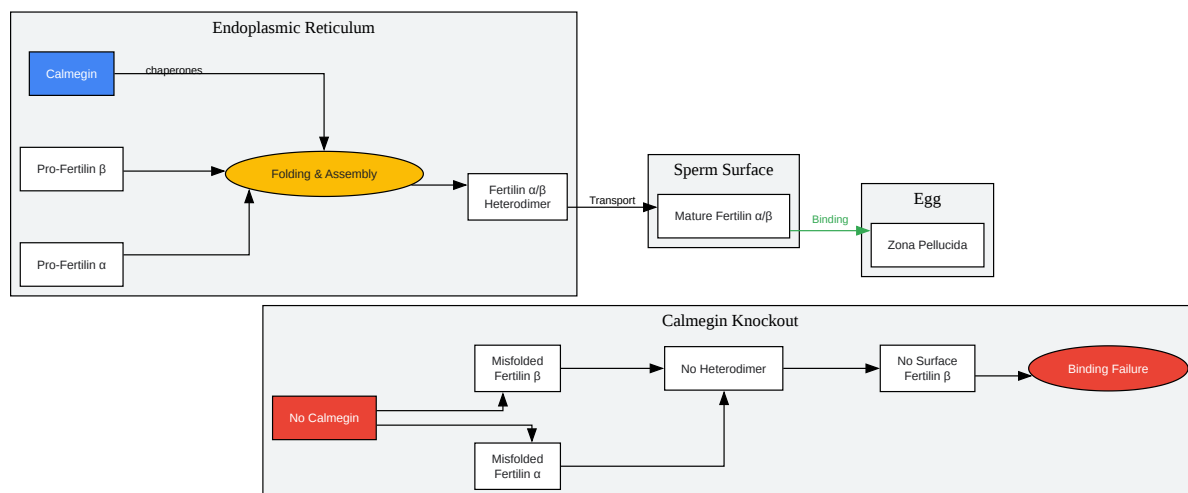 Endoplasmic Reticulum
Calmegin
chaperones
Pro-Fertilin β
Folding & Assembly
Pro-Fertilin α
Fertilin α/β
Heterodimer
Transport
Sperm Surface
Mature Fertilin α/β
Binding
Egg
Zona Pellucida
Calmegin Knockout
No Calmegin
Misfolded
Fertilin β
Misfolded
Fertilin α
No Heterodimer
No Surface
Fertilin β
Binding Failure